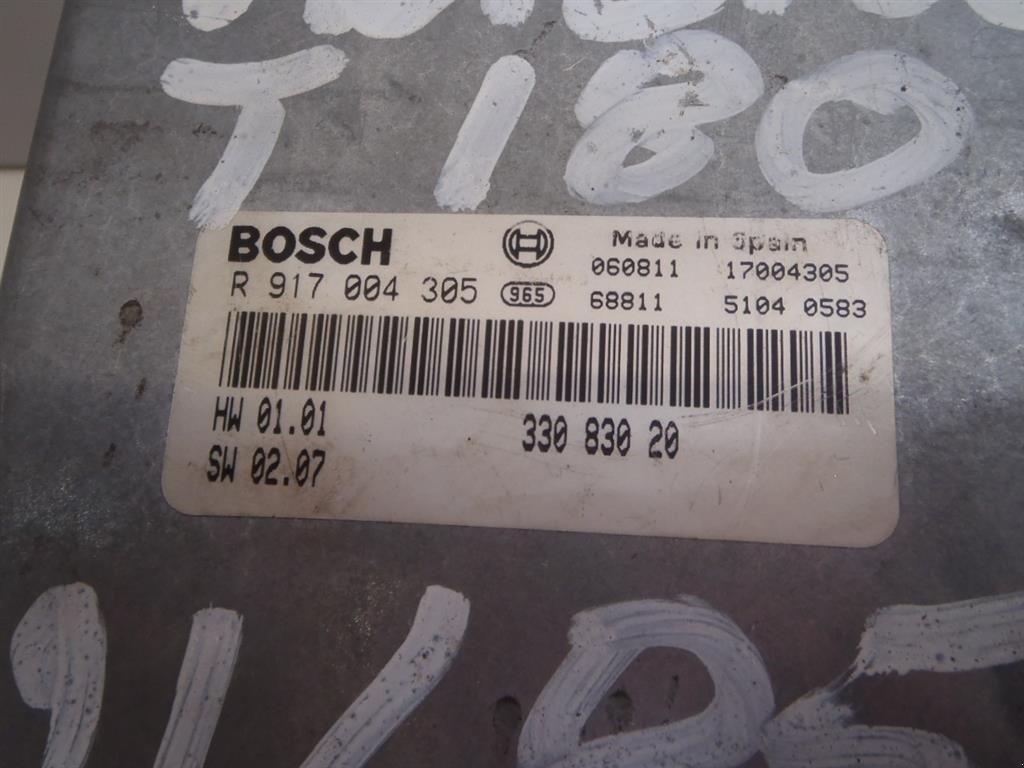 T 180
BOSCH Made in Spain
R 917 004 305 965 060811 17004305
68811 5104 0583
HW 01.01 330 830 20
SW 02.07